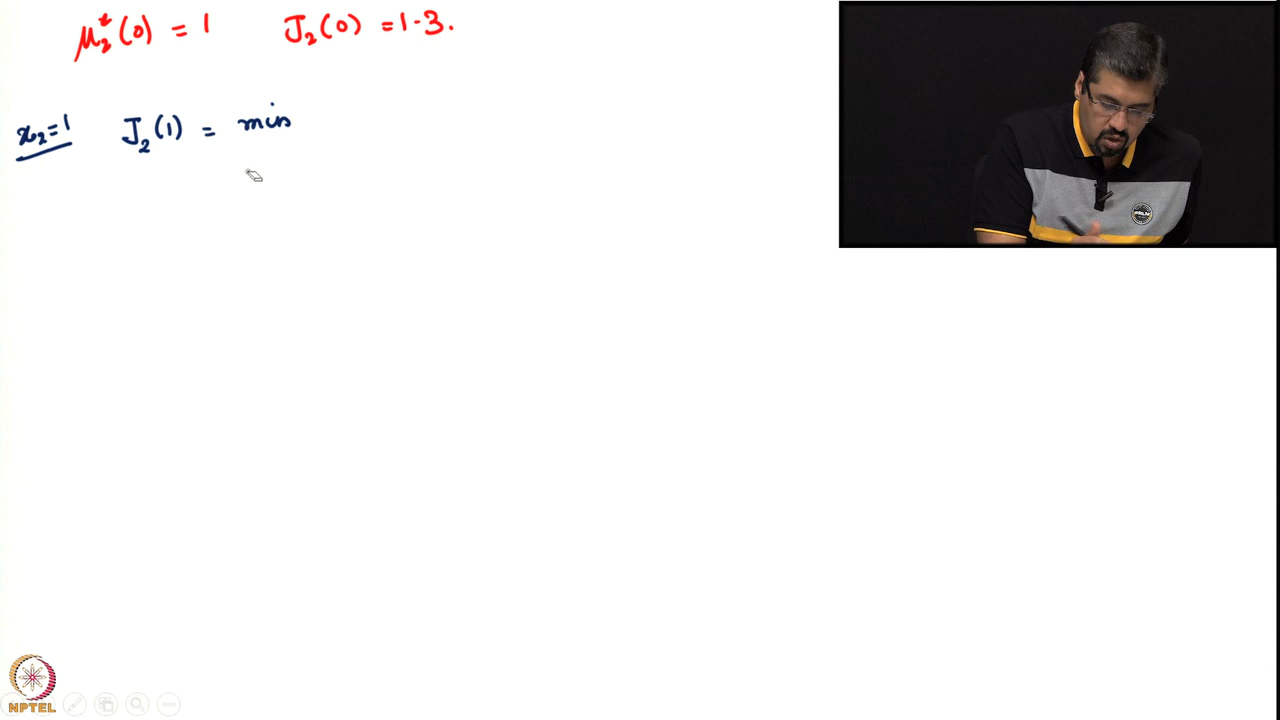 μ₂*(0) = 1 J₂(0) = 1·3.
x₂=1 J₂(1) = min
NPTEL